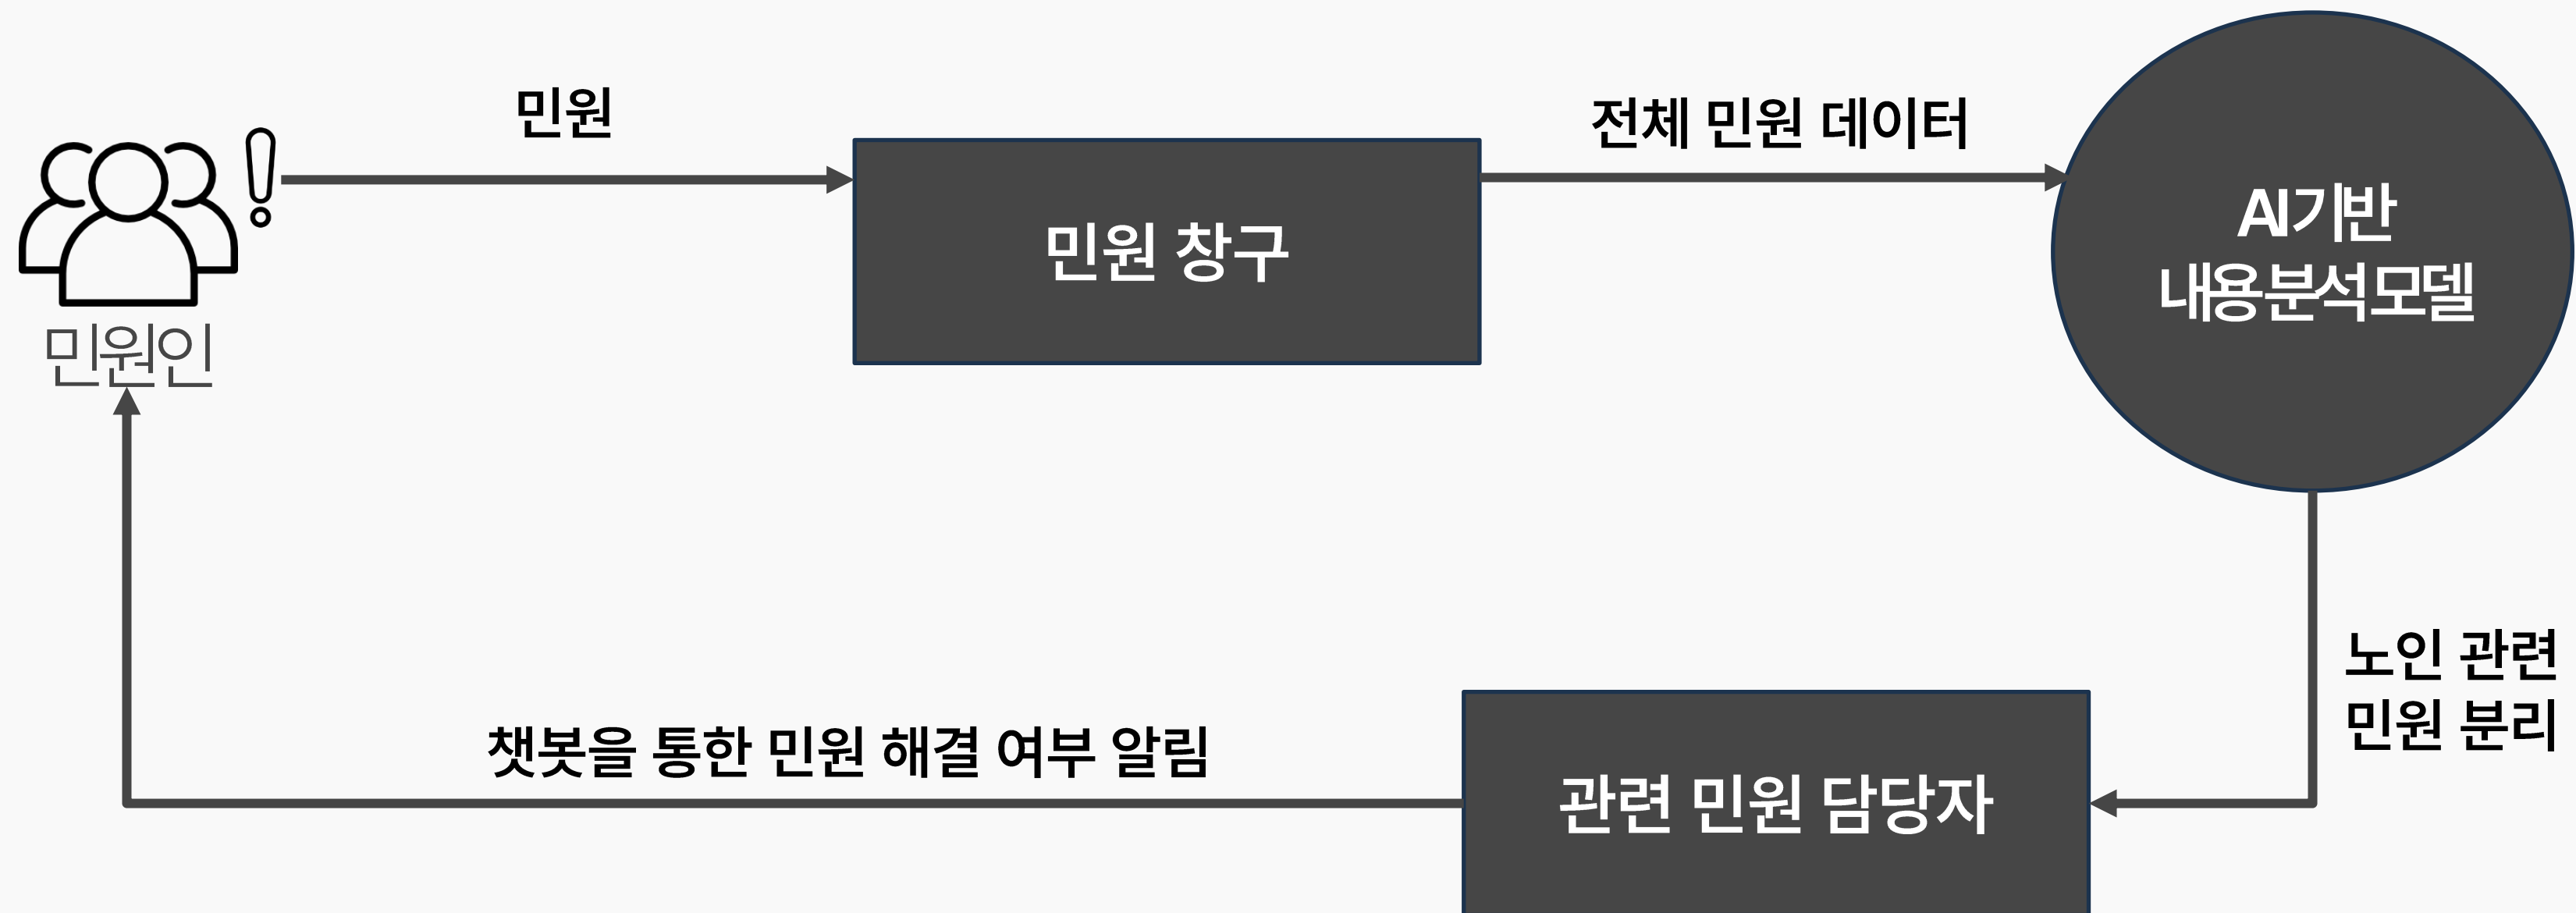 민원
전체 민원 데이터
민원 창구
AI기반
내용분석모델
민원인
노인 관련
민원 분리
챗봇을 통한 민원 해결 여부 알림
관련 민원 담당자